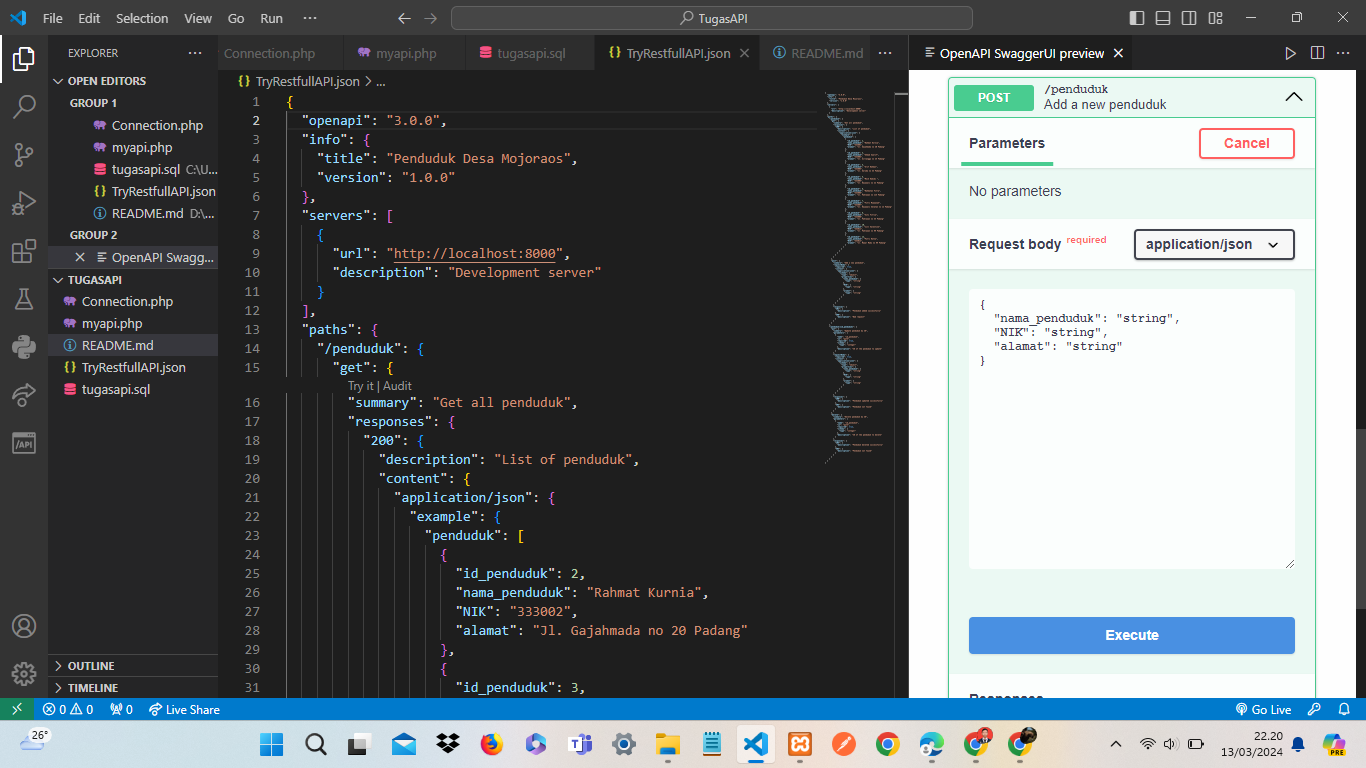 File Edit Selection View Go Run ···
TugasAPI
EXPLORER ···
OPEN EDITORS
GROUP 1
Connection.php
myapi.php
tugasapi.sql C:\U...
TryRestfullAPI.json
README.md D:\...
GROUP 2
OpenAPI Swagg...
TUGASAPI
Connection.php
myapi.php
README.md
TryRestfullAPI.json
tugasapi.sql
OUTLINE
TIMELINE
Connection.php myapi.php tugasapi.sql TryRestfullAPI.json README.md ···
TryRestfullAPI.json > ...
1 {
2 "openapi": "3.0.0",
3 "info": {
4 "title": "Penduduk Desa Mojoraos",
5 "version": "1.0.0"
6 },
7 "servers": [
8 {
9 "url": "http://localhost:8000",
10 "description": "Development server"
11 }
12 ],
13 "paths": {
14 "/penduduk": {
15 "get": {
Try it | Audit
16 "summary": "Get all penduduk",
17 "responses": {
18 "200": {
19 "description": "List of penduduk",
20 "content": {
21 "application/json": {
22 "example": {
23 "penduduk": [
24 {
25 "id_penduduk": 2,
26 "nama_penduduk": "Rahmat Kurnia",
27 "NIK": "333002",
28 "alamat": "Jl. Gajahmada no 20 Padang"
29 },
30 {
31 "id_penduduk": 3,
OpenAPI SwaggerUI preview
POST /penduduk
Add a new penduduk
Parameters Cancel
No parameters
Request body required application/json
{
"nama_penduduk": "string",
"NIK": "string",
"alamat": "string"
}
Execute
Responses
0 0 0 Live Share Go Live
26°
22.20
13/03/2024
PRE